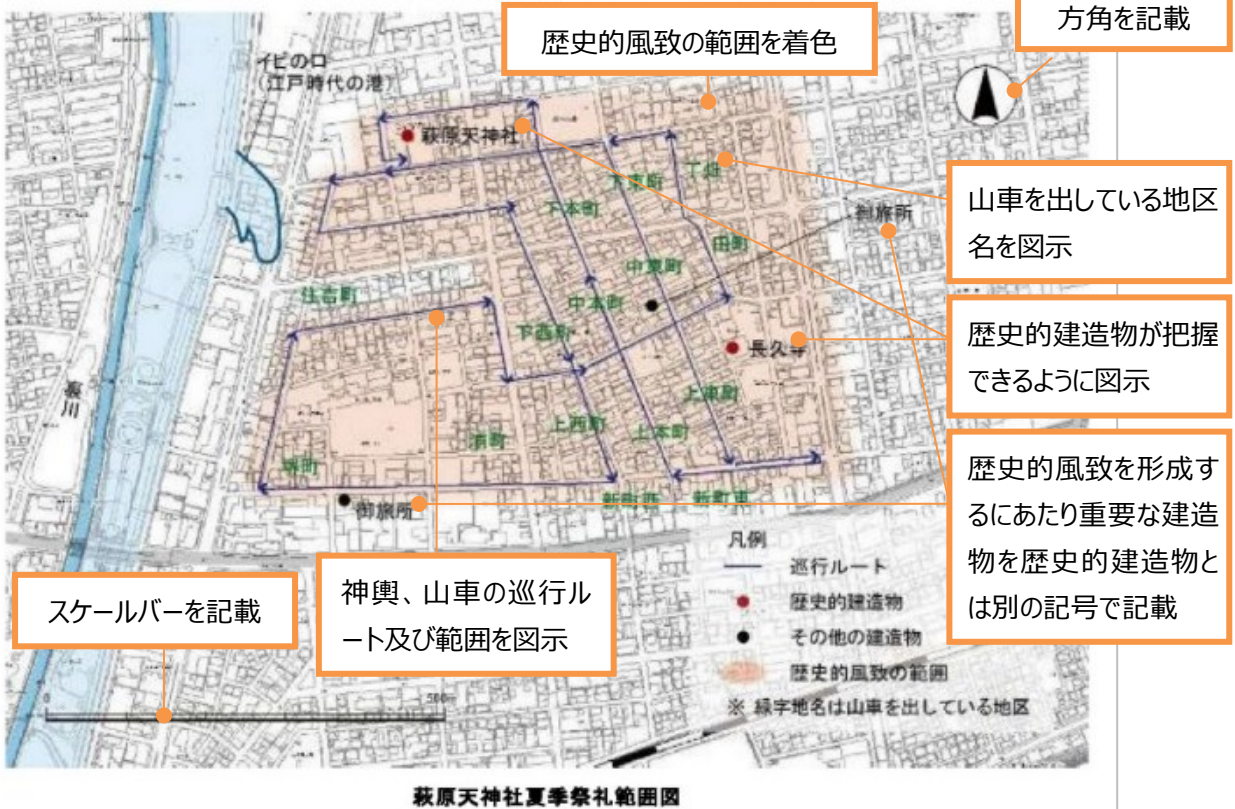 方角を記載
歴史的風致の範囲を着色
イビの口
(江戸時代の港)
萩原天神社
丁畑
下東町
山車を出している地区
名を図示
下本町
御旅所
田町
中東町
住吉町
中本町
下西町
歴史的建造物が把握
できるように図示
長久寺
上東町
上西町
上本町
浦町
堺町
歴史的風致を形成す
るにあたり重要な建造
物を歴史的建造物と
は別の記号で記載
新町西
新町東
御旅所
凡例
巡行ルート
歴史的建造物
その他の建造物
歴史的風致の範囲
※ 緑字地名は山車を出している地区
スケールバーを記載
神輿、山車の巡行ル
ート及び範囲を図示
0
500m
萩原天神社夏季祭礼範囲図